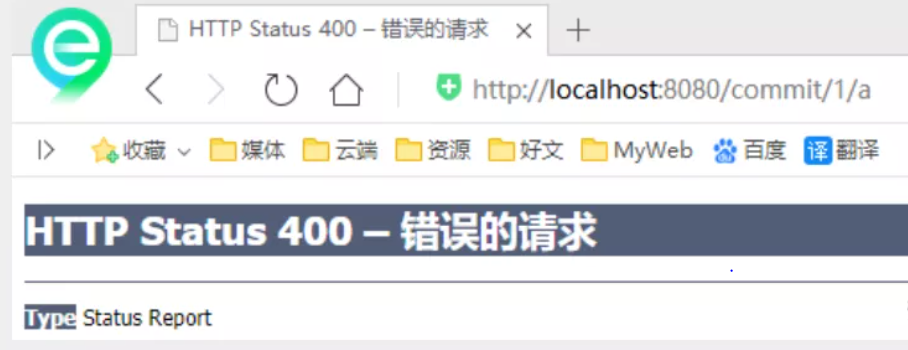 HTTP Status 400 – 错误的请求
http://localhost:8080/commit/1/a
收藏 媒体 云端 资源 好文 MyWeb 百度 译 翻译
HTTP Status 400 – 错误的请求
Type Status Report